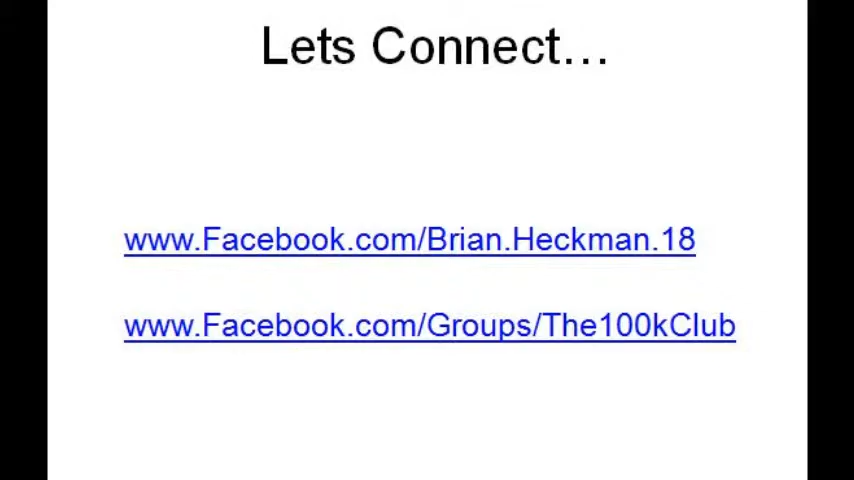 Lets Connect…
www.Facebook.com/Brian.Heckman.18
www.Facebook.com/Groups/The100kClub